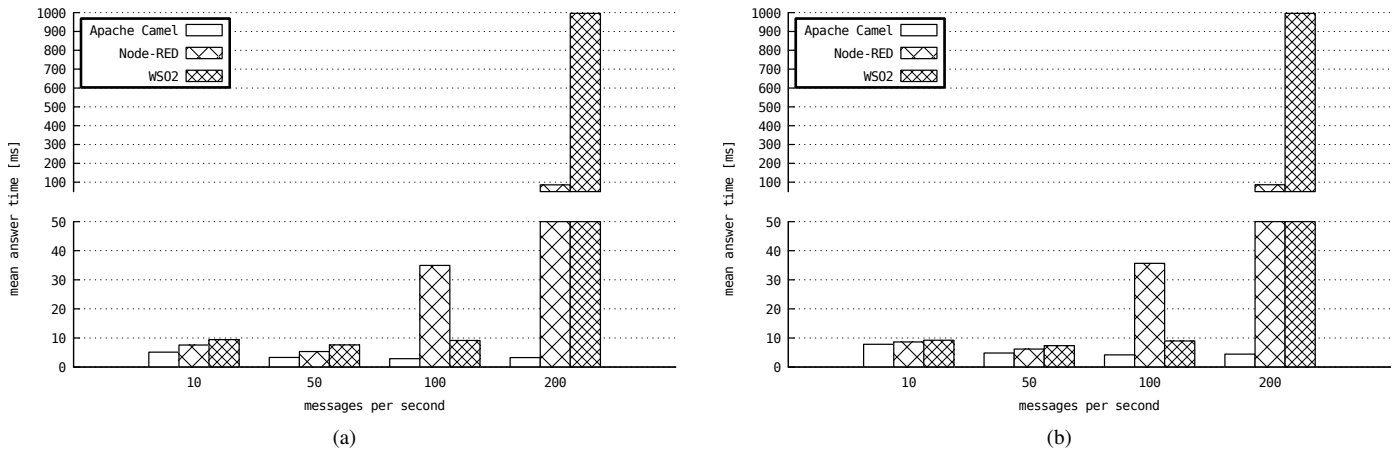 1000
900
800
700
600
500
400
300
200
100
50
40
30
20
10
0
mean answer time [ms]
Apache Camel
Node-RED
WSO2
10 50 100 200
messages per second
(a)
1000
900
800
700
600
500
400
300
200
100
50
40
30
20
10
0
mean answer time [ms]
Apache Camel
Node-RED
WSO2
10 50 100 200
messages per second
(b)